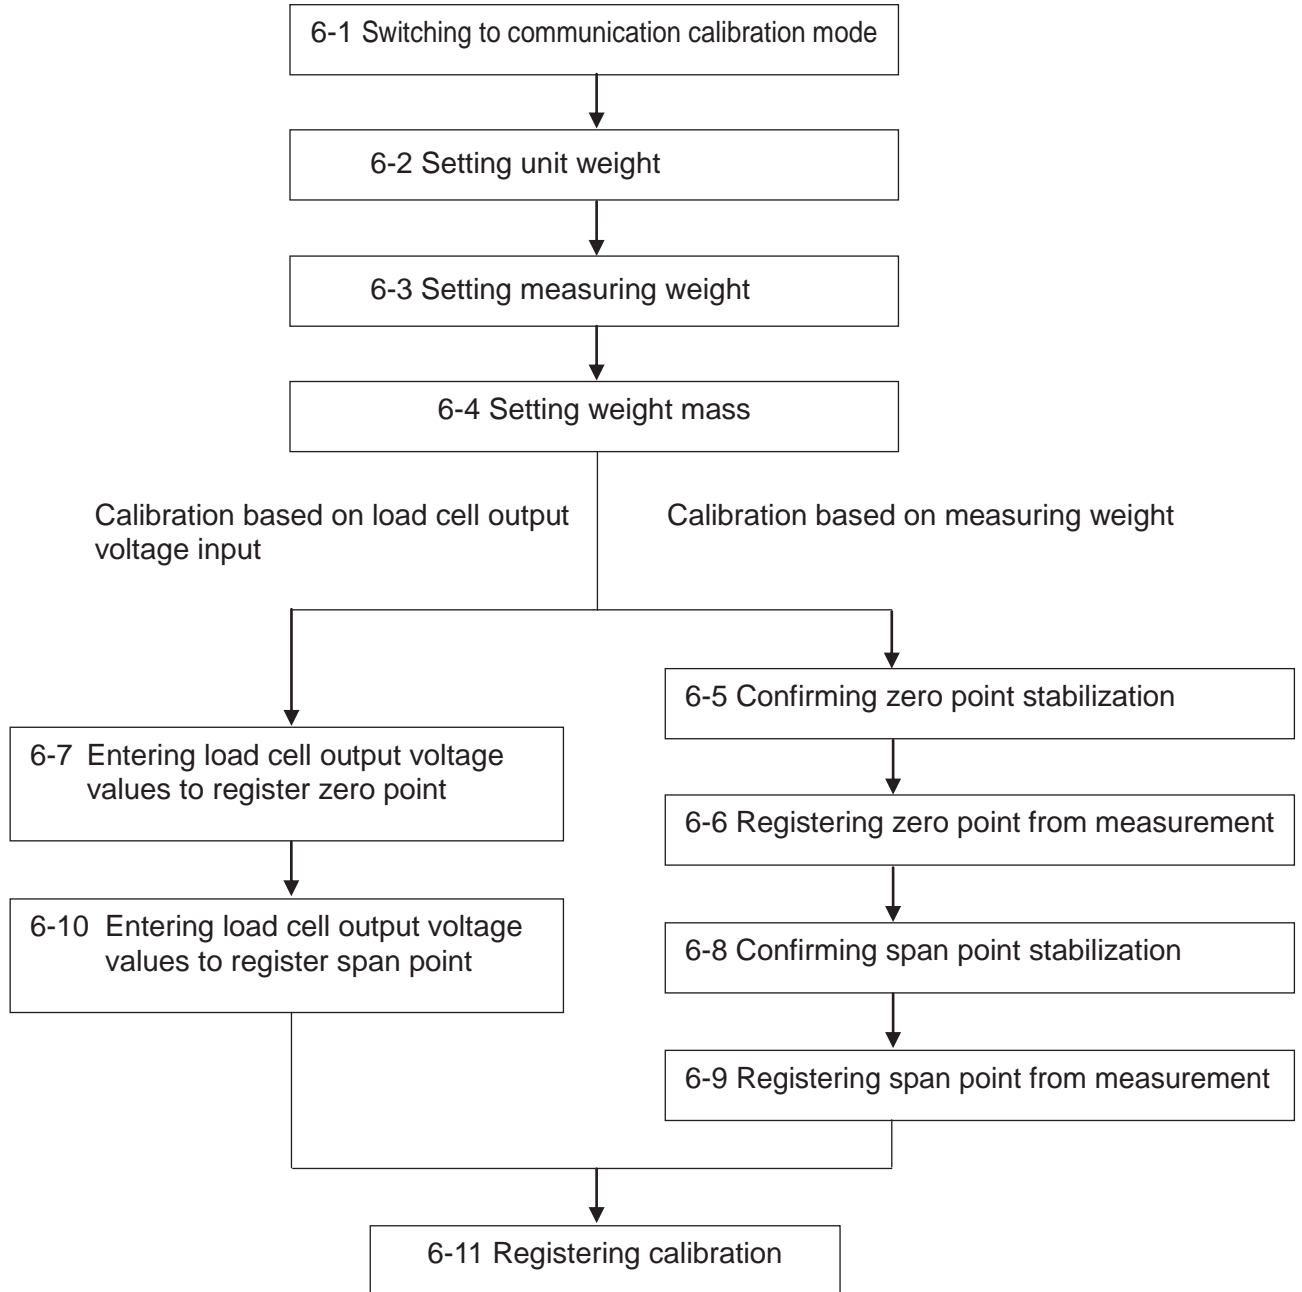 6-1 Switching to communication calibration mode
6-2 Setting unit weight
6-3 Setting measuring weight
6-4 Setting weight mass
Calibration based on load cell output
voltage input
Calibration based on measuring weight
6-5 Confirming zero point stabilization
6-7 Entering load cell output voltage
values to register zero point
6-6 Registering zero point from measurement
6-10 Entering load cell output voltage
values to register span point
6-8 Confirming span point stabilization
6-9 Registering span point from measurement
6-11 Registering calibration